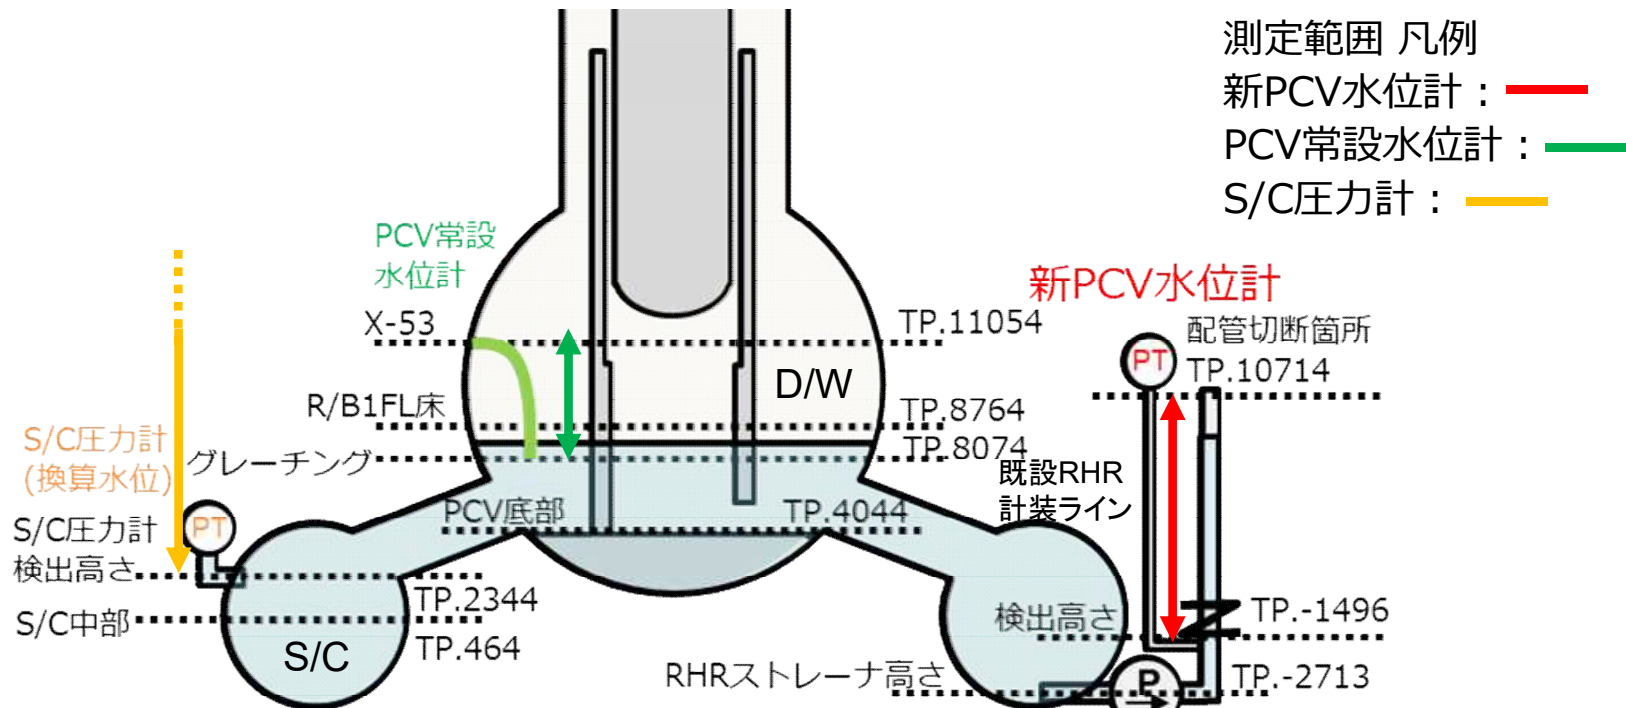 測定範囲 凡例
新PCV水位計：
PCV常設水位計：
S/C圧力計：
PCV常設
水位計
新PCV水位計
X-53
TP.11054
配管切断箇所
PT
TP.10714
D/W
R/B1FL床
TP.8764
S/C圧力計
(換算水位)
グレーチング
TP.8074
既設RHR
計装ライン
PCV底部
TP.4044
PT
S/C圧力計
検出高さ
TP.2344
S/C中部
TP.464
S/C
検出高さ
TP.-1496
RHRストレーナ高さ
P
TP.-2713